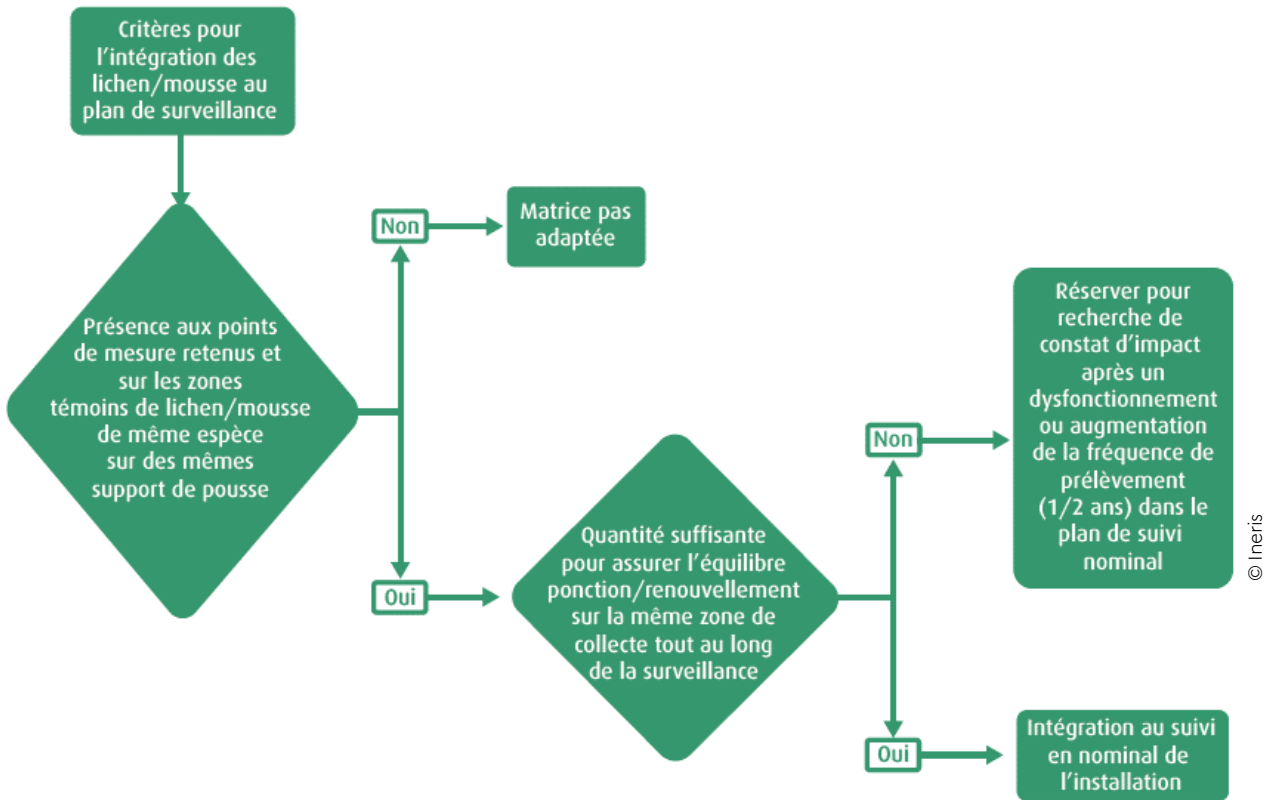 Critères pour
l'intégration des
lichen/mousse au
plan de surveillance
Présence aux points
de mesure retenus et
sur les zones
témoins de lichen/mousse
de même espèce
sur des mêmes
support de pousse
Non
Matrice pas
adaptée
Oui
Quantité suffisante
pour assurer l'équilibre
ponction/renouvellement
sur la même zone de
collecte tout au long
de la surveillance
Non
Réserver pour
recherche de
constat d'impact
après un
dysfonctionnement
ou augmentation
de la fréquence de
prélèvement
(1/2 ans) dans le
plan de suivi
nominal
Oui
Intégration au suivi
en nominal de
l'installation
© Ineris